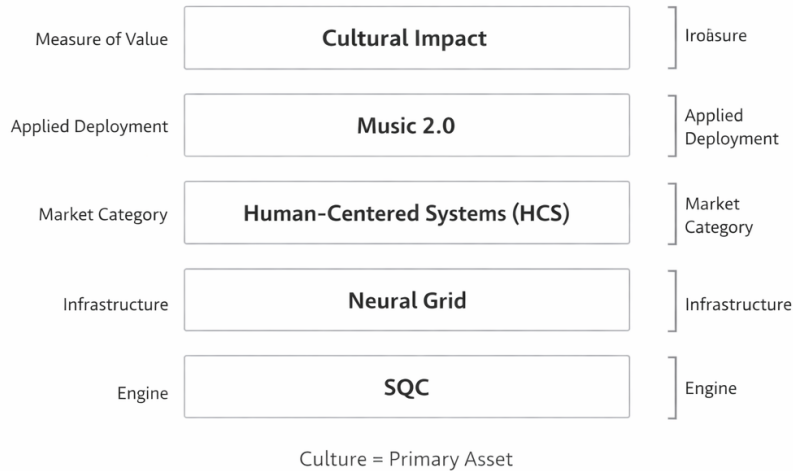 Measure of Value
Cultural Impact
Iroåsure
Applied Deployment
Music 2.0
Applied
Deployment
Market Category
Human-Centered Systems (HCS)
Market
Category
Infrastructure
Neural Grid
Infrastructure
Engine
SQC
Engine
Culture = Primary Asset